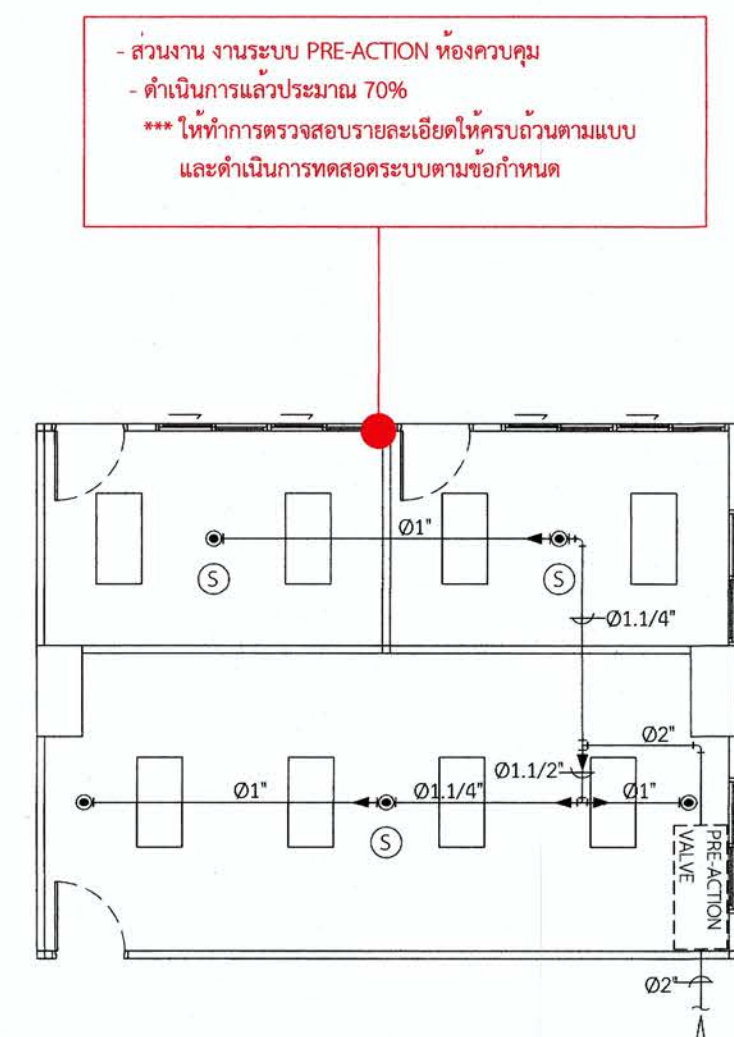 - ส่วนงาน งานระบบ PRE-ACTION ห้องควบคุม
- ดำเนินการแล้วประมาณ 70%
*** ให้ทำการตรวจสอบรายละเอียดให้ครบถ้วนตามแบบ
และดำเนินการทดสอดระบบตามข้อกำหนด
Ø1"
S
S
Ø1.1/4"
Ø2"
Ø1.1/2"
Ø1"
Ø1.1/4"
Ø1"
S
PRE-ACTION
VALVE
Ø2"